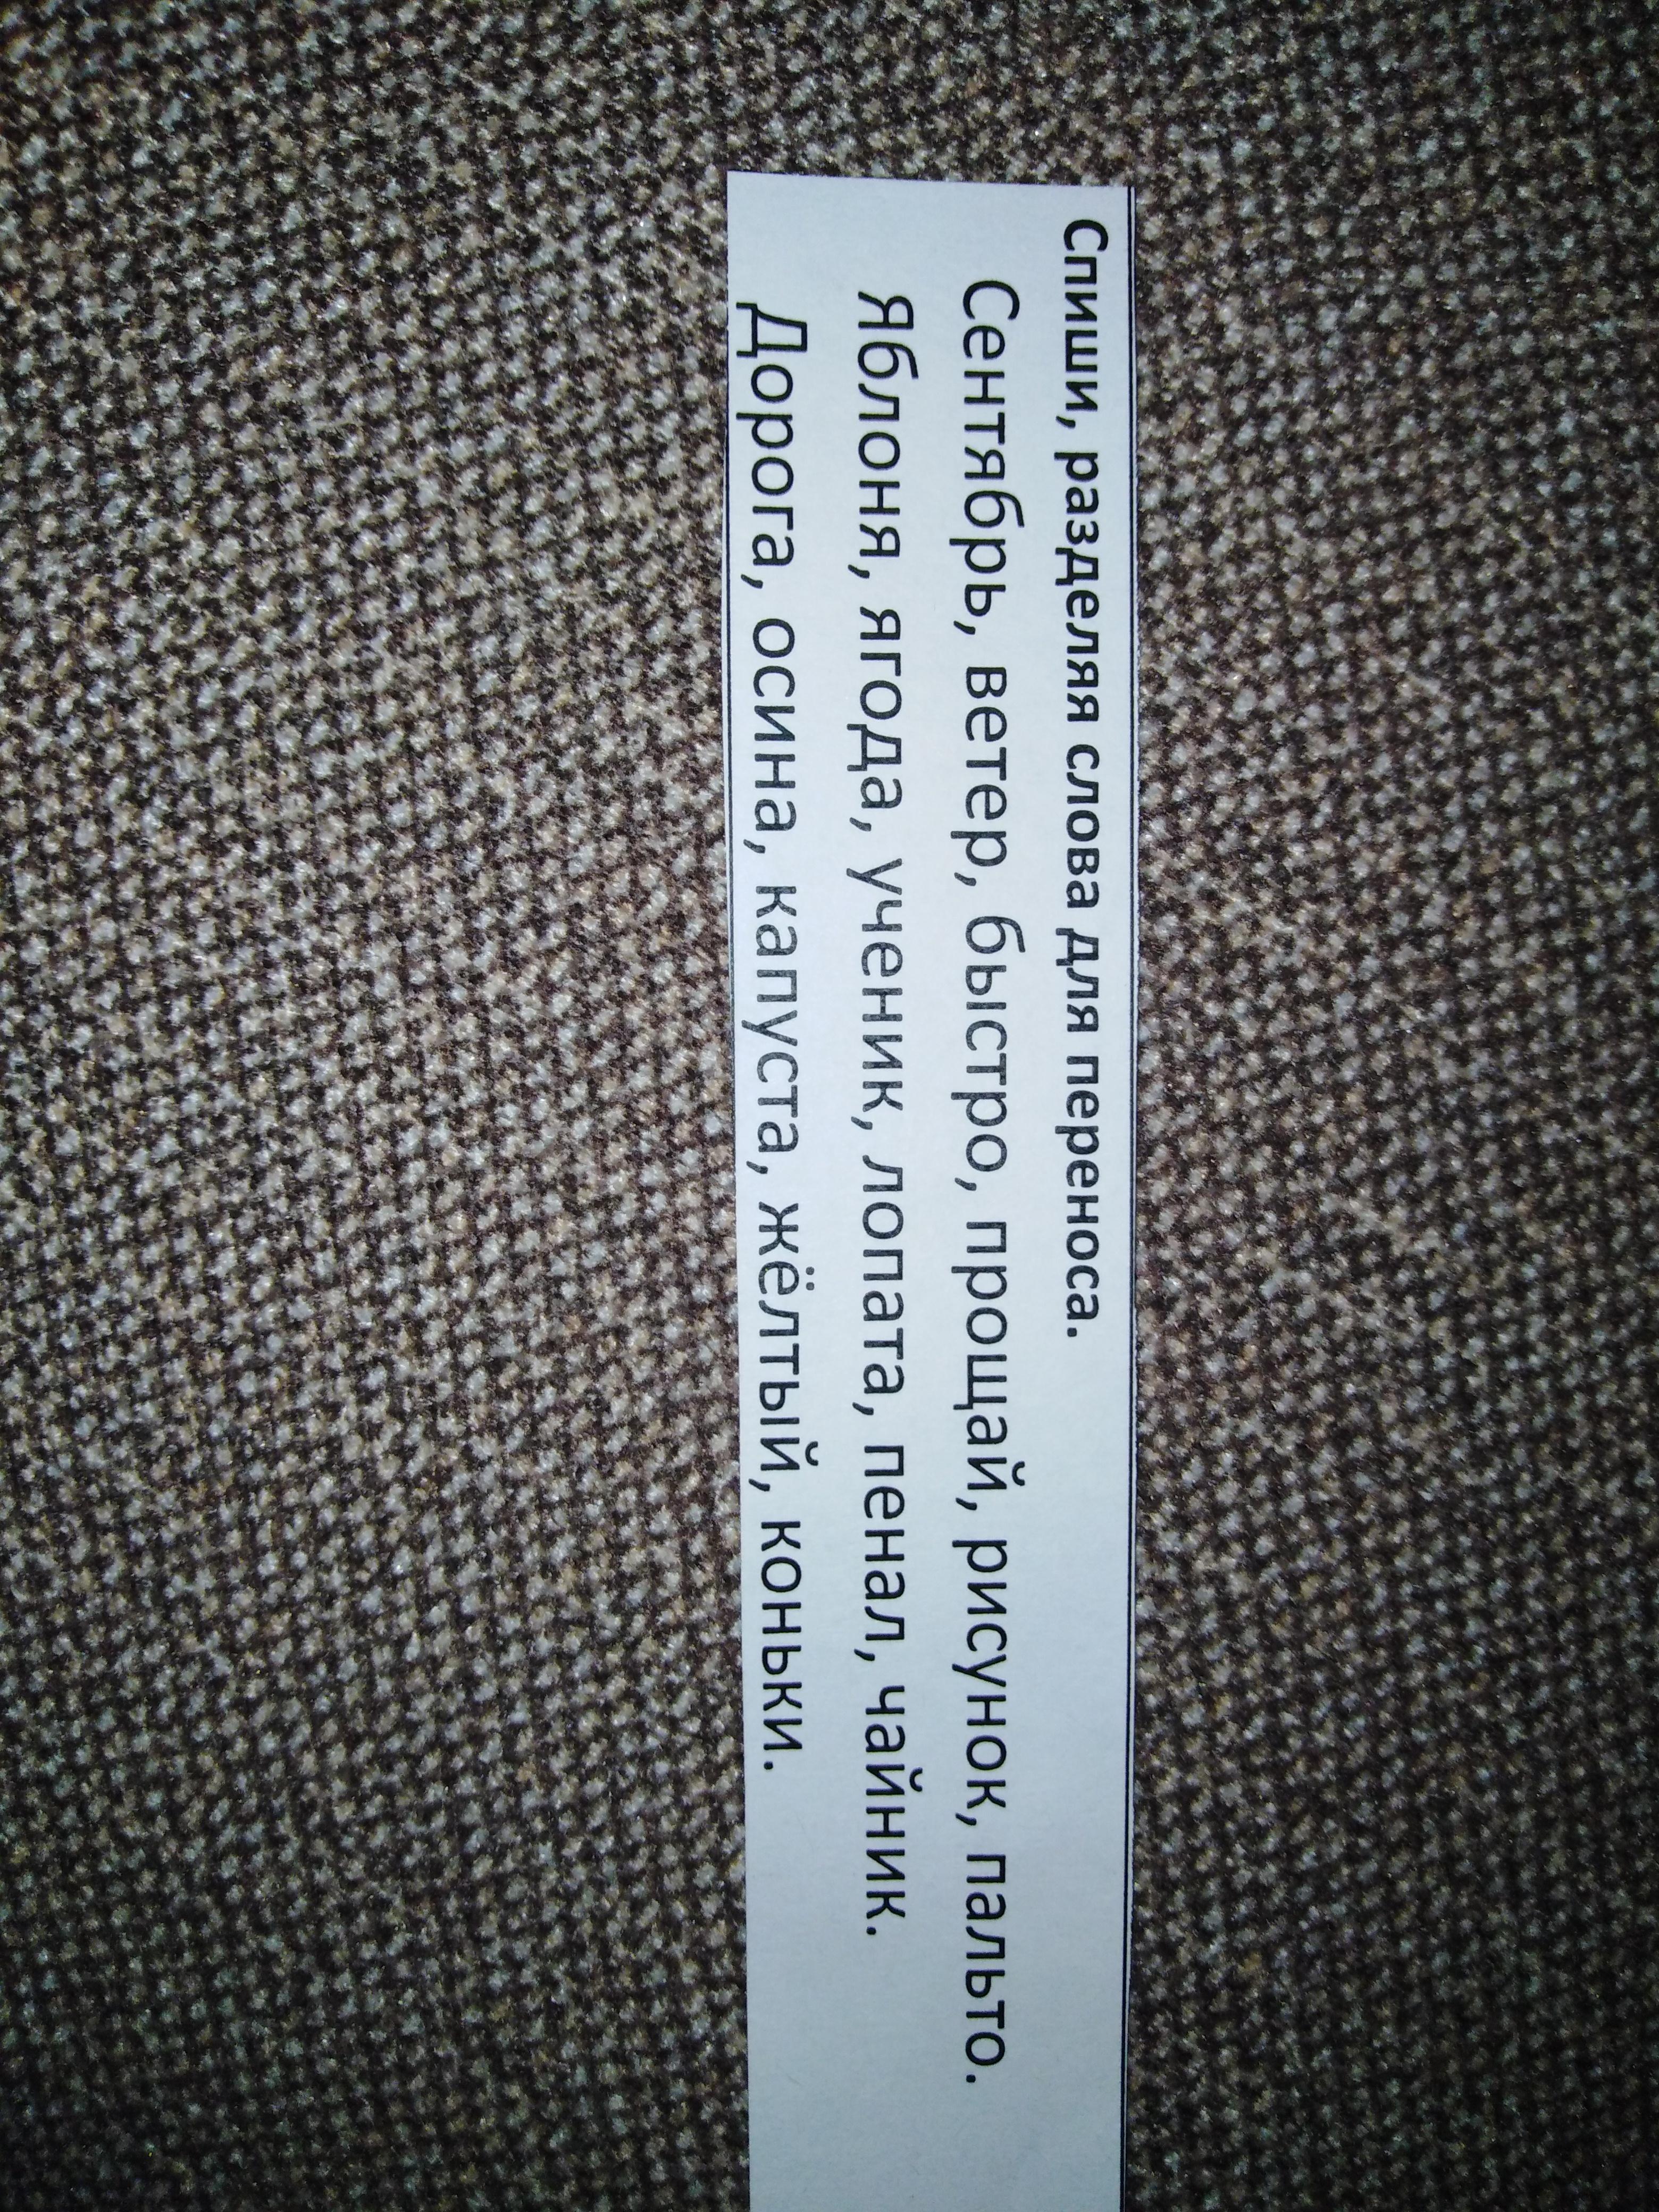 Спиши, разделяя слова для переноса.
Сентябрь, ветер, быстро, прощай, рисунок, пальто.
Яблоня, ягода, ученик, лопата, пенал, чайник.
Дорога, осина, капуста, жёлтый, коньки.